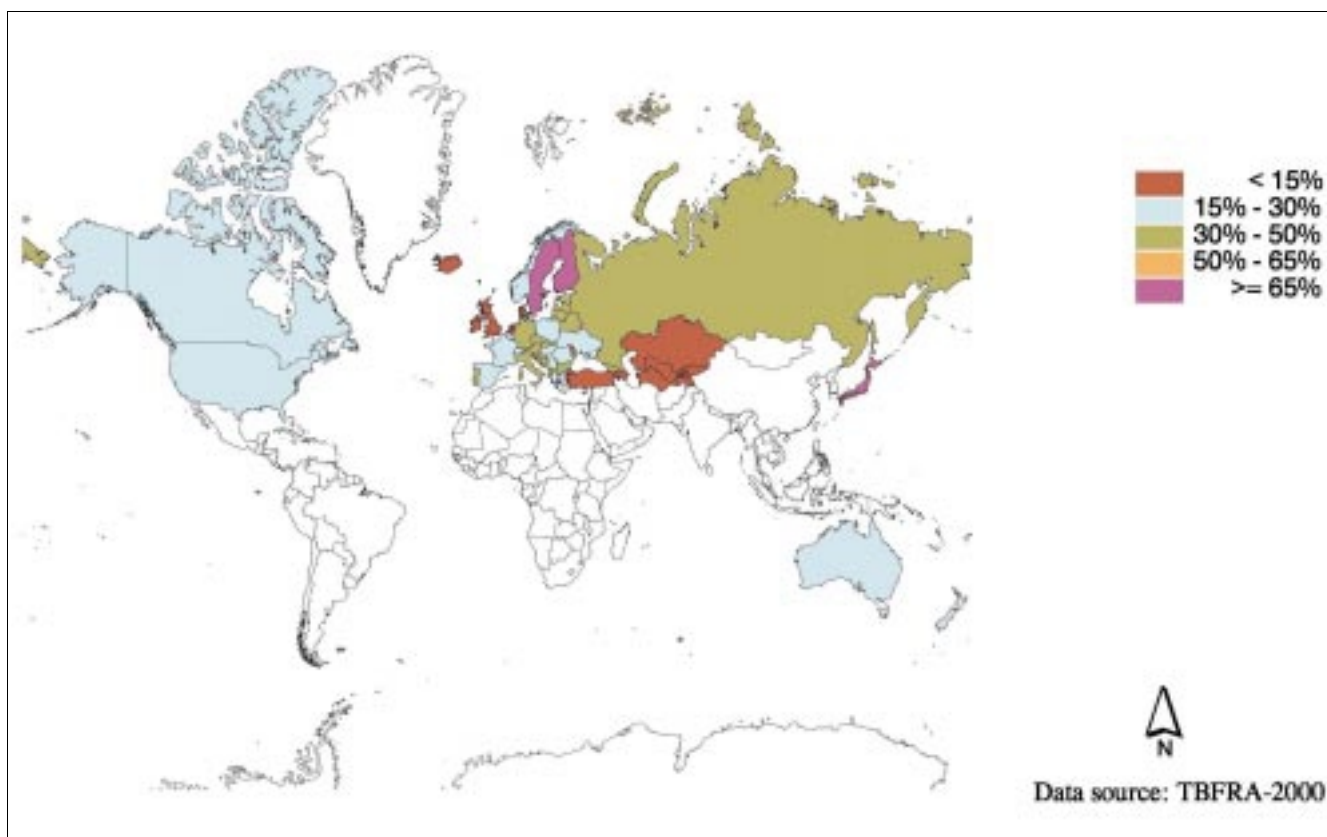 < 15%
15% - 30%
30% - 50%
50% - 65%
>= 65%
N
Data source: TBFRA-2000